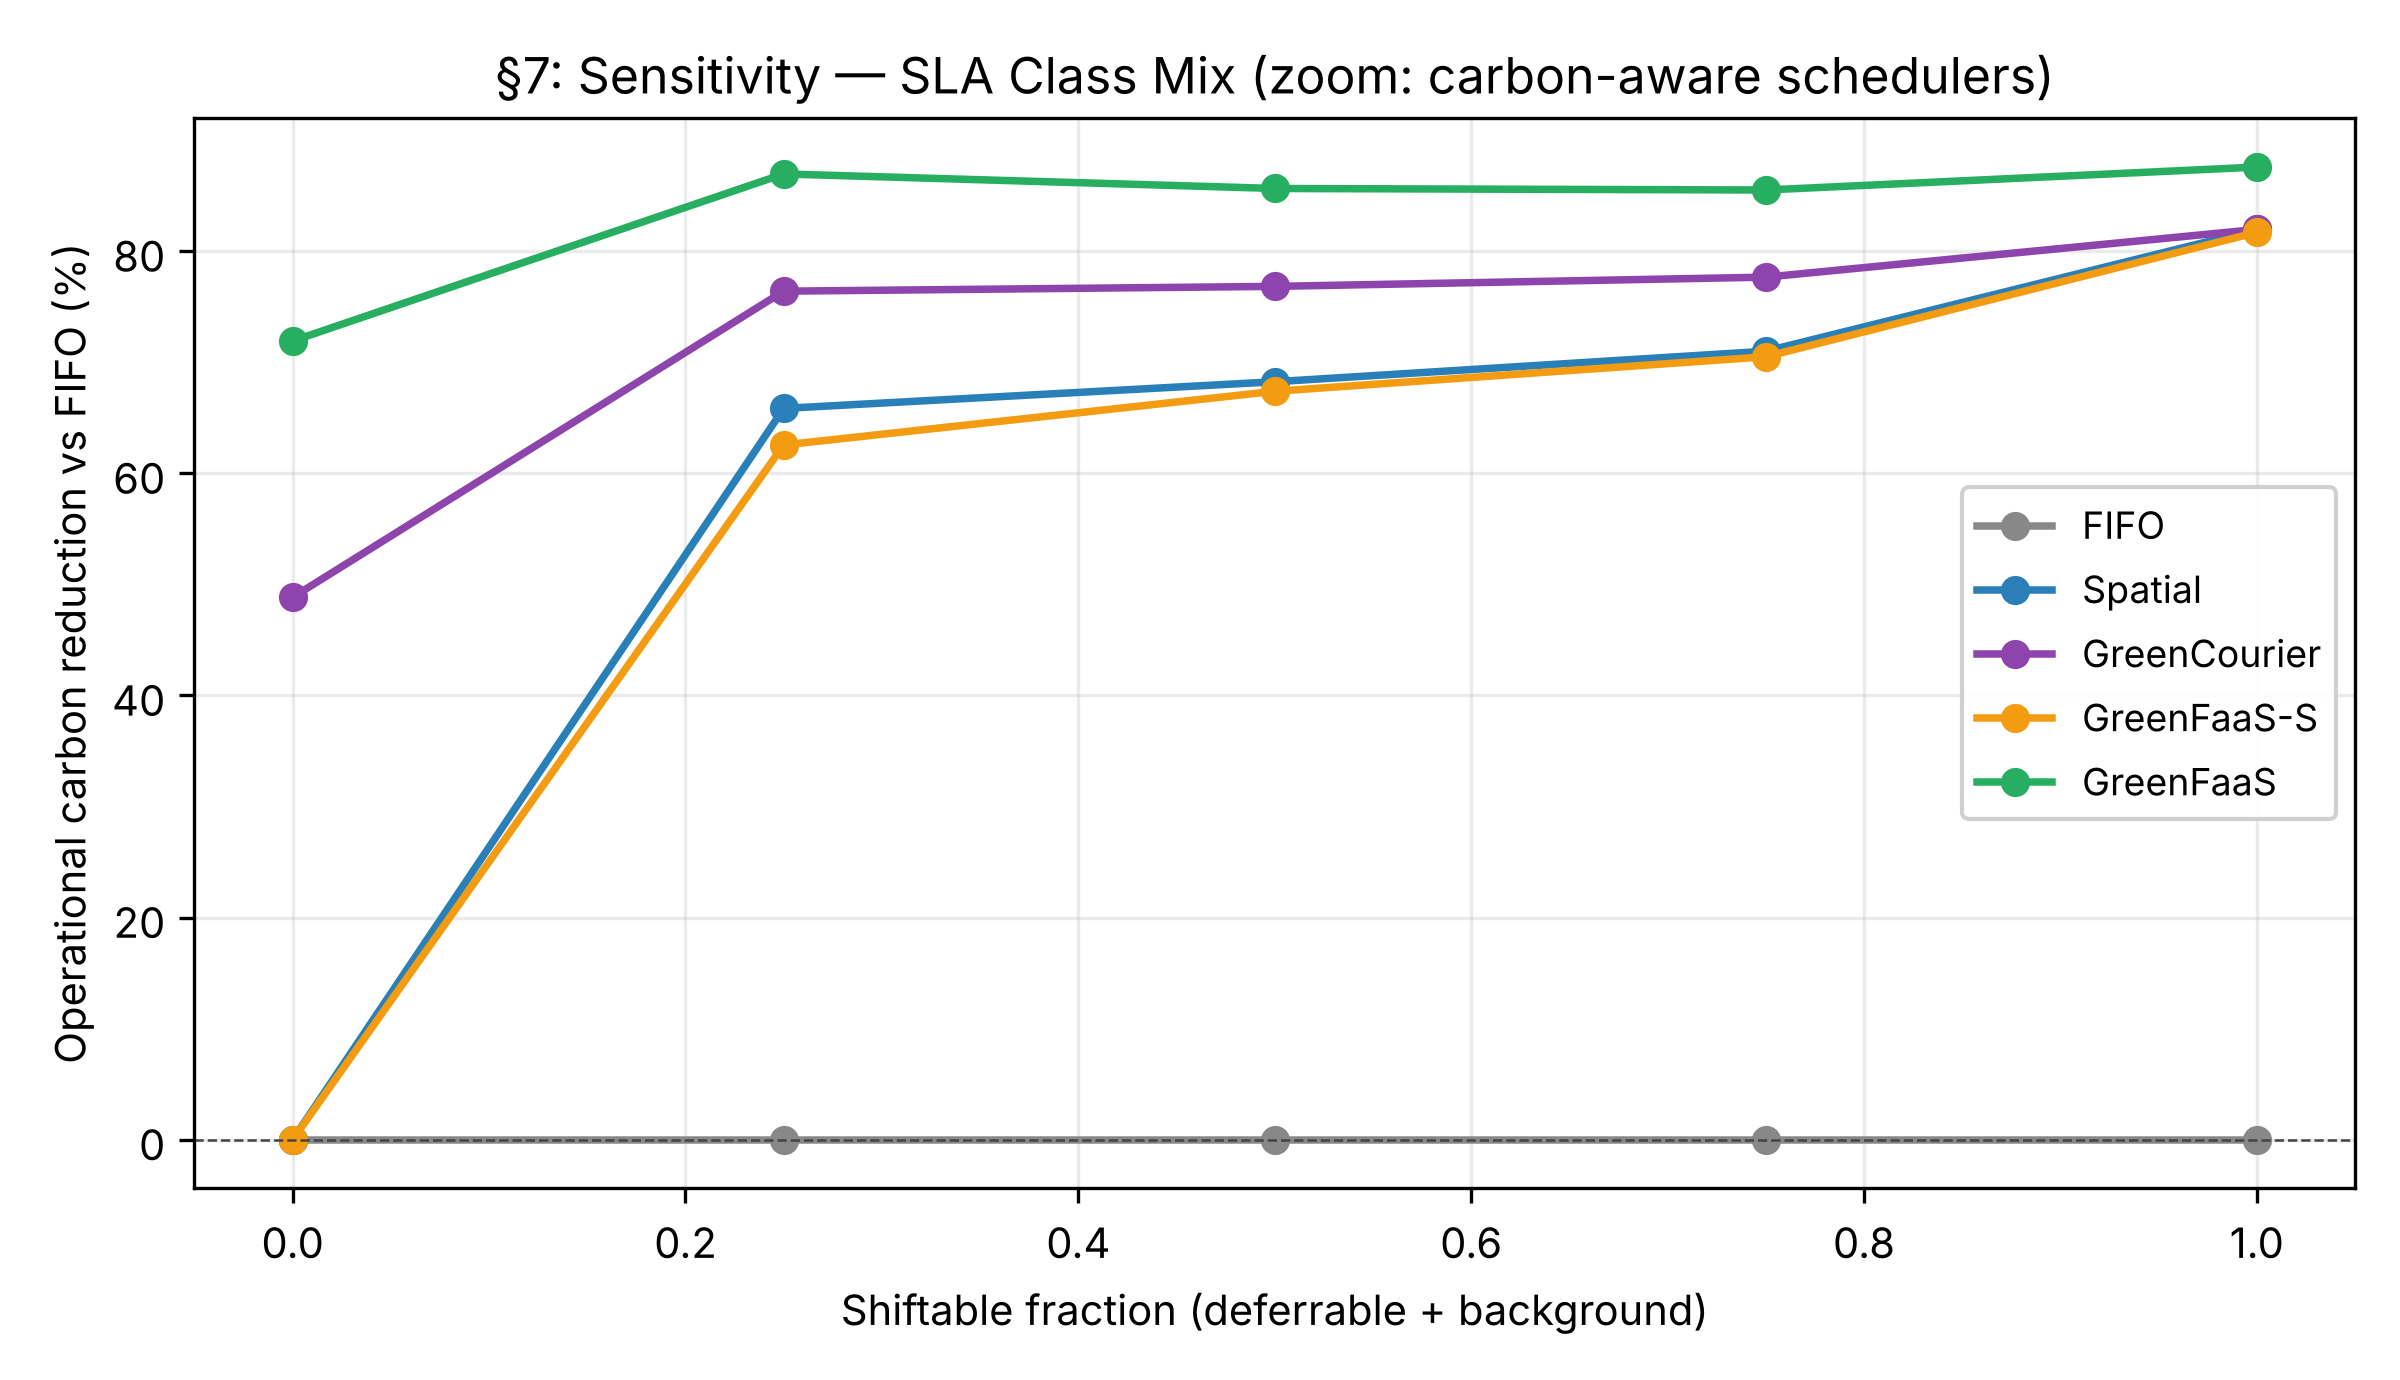 §7: Sensitivity — SLA Class Mix (zoom: carbon-aware schedulers)
Operational carbon reduction vs FIFO (%)
80
60
40
20
0
FIFO
Spatial
GreenCourier
GreenFaaS-S
GreenFaaS
0.0 0.2 0.4 0.6 0.8 1.0
Shiftable fraction (deferrable + background)